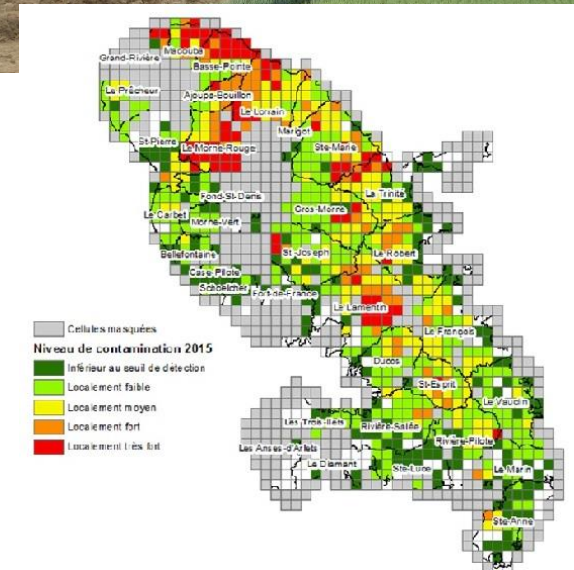 Grand-Rivière
Macouba
Basse-Pointe
Le Prêcheur
Ajoupa-Bouillon
Le Lorrain
Marigot
St-Pierre
Le Morne-Rouge
Ste-Marie
La Trinité
Fond-St-Denis
Le Carbet
Morne-Vert
Gros-Morne
Bellefontaine
St-Joseph
Le Robert
Case-Pilote
Schoelcher
Fort-de-France
Le Lamentin
Le François
Ducos
St-Esprit
Le Vauclin
Les Trois-Ilets
Rivière-Salée
Rivière-Pilote
Les Anses-d'Arlets
Le Diamant
Ste-Luce
Le Marin
Ste-Anne
Cellules masquées
Niveau de contamination 2015
Inférieur au seuil de détection
Localement faible
Localement moyen
Localement fort
Localement très fort